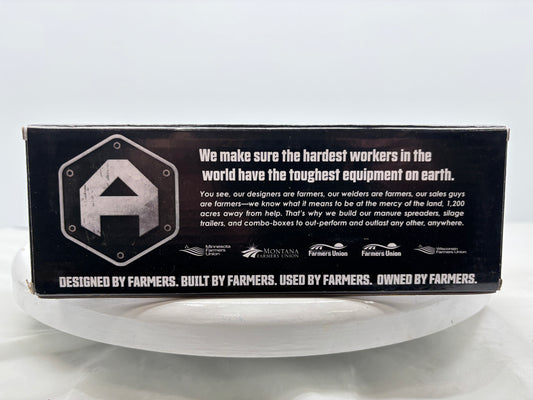 A
We make sure the hardest workers in the
world have the toughest equipment on earth.
You see, our designers are farmers, our welders are farmers, our sales guys
are farmers—we know what it means to be at the mercy of the land, 1,200
acres away from help. That's why we build our manure spreaders, silage
trailers, and combo-boxes to out-perform and outlast any other, anywhere.
Minnesota
Farmers
Union
MONTANA
FARMERS UNION
Farmers Union
Farmers Union
Wisconsin
Farmers
Union
DESIGNED BY FARMERS. BUILT BY FARMERS. USED BY FARMERS. OWNED BY FARMERS.